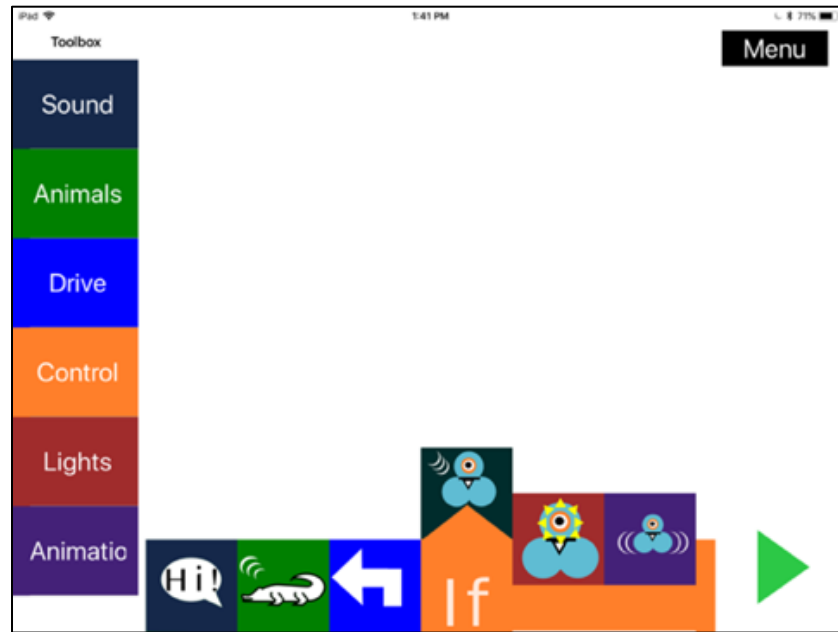 iPad 1:41 PM 71%
Toolbox
Menu
Sound
Animals
Drive
Control
Lights
Animatio
Hi!
If